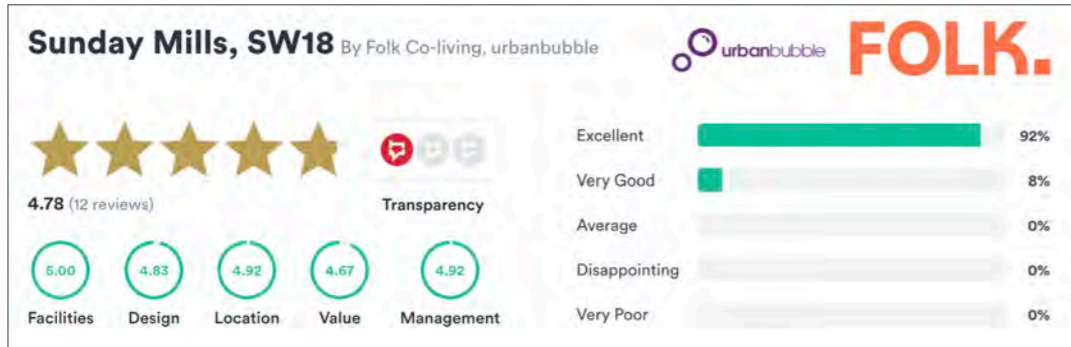 Sunday Mills, SW18 By Folk Co-living, urbanbubble
urbanbubble
FOLK.
4.78 (12 reviews)
Transparency
5.00
4.83
4.92
4.67
4.92
Facilities
Design
Location
Value
Management
Excellent 92%
Very Good 8%
Average 0%
Disappointing 0%
Very Poor 0%